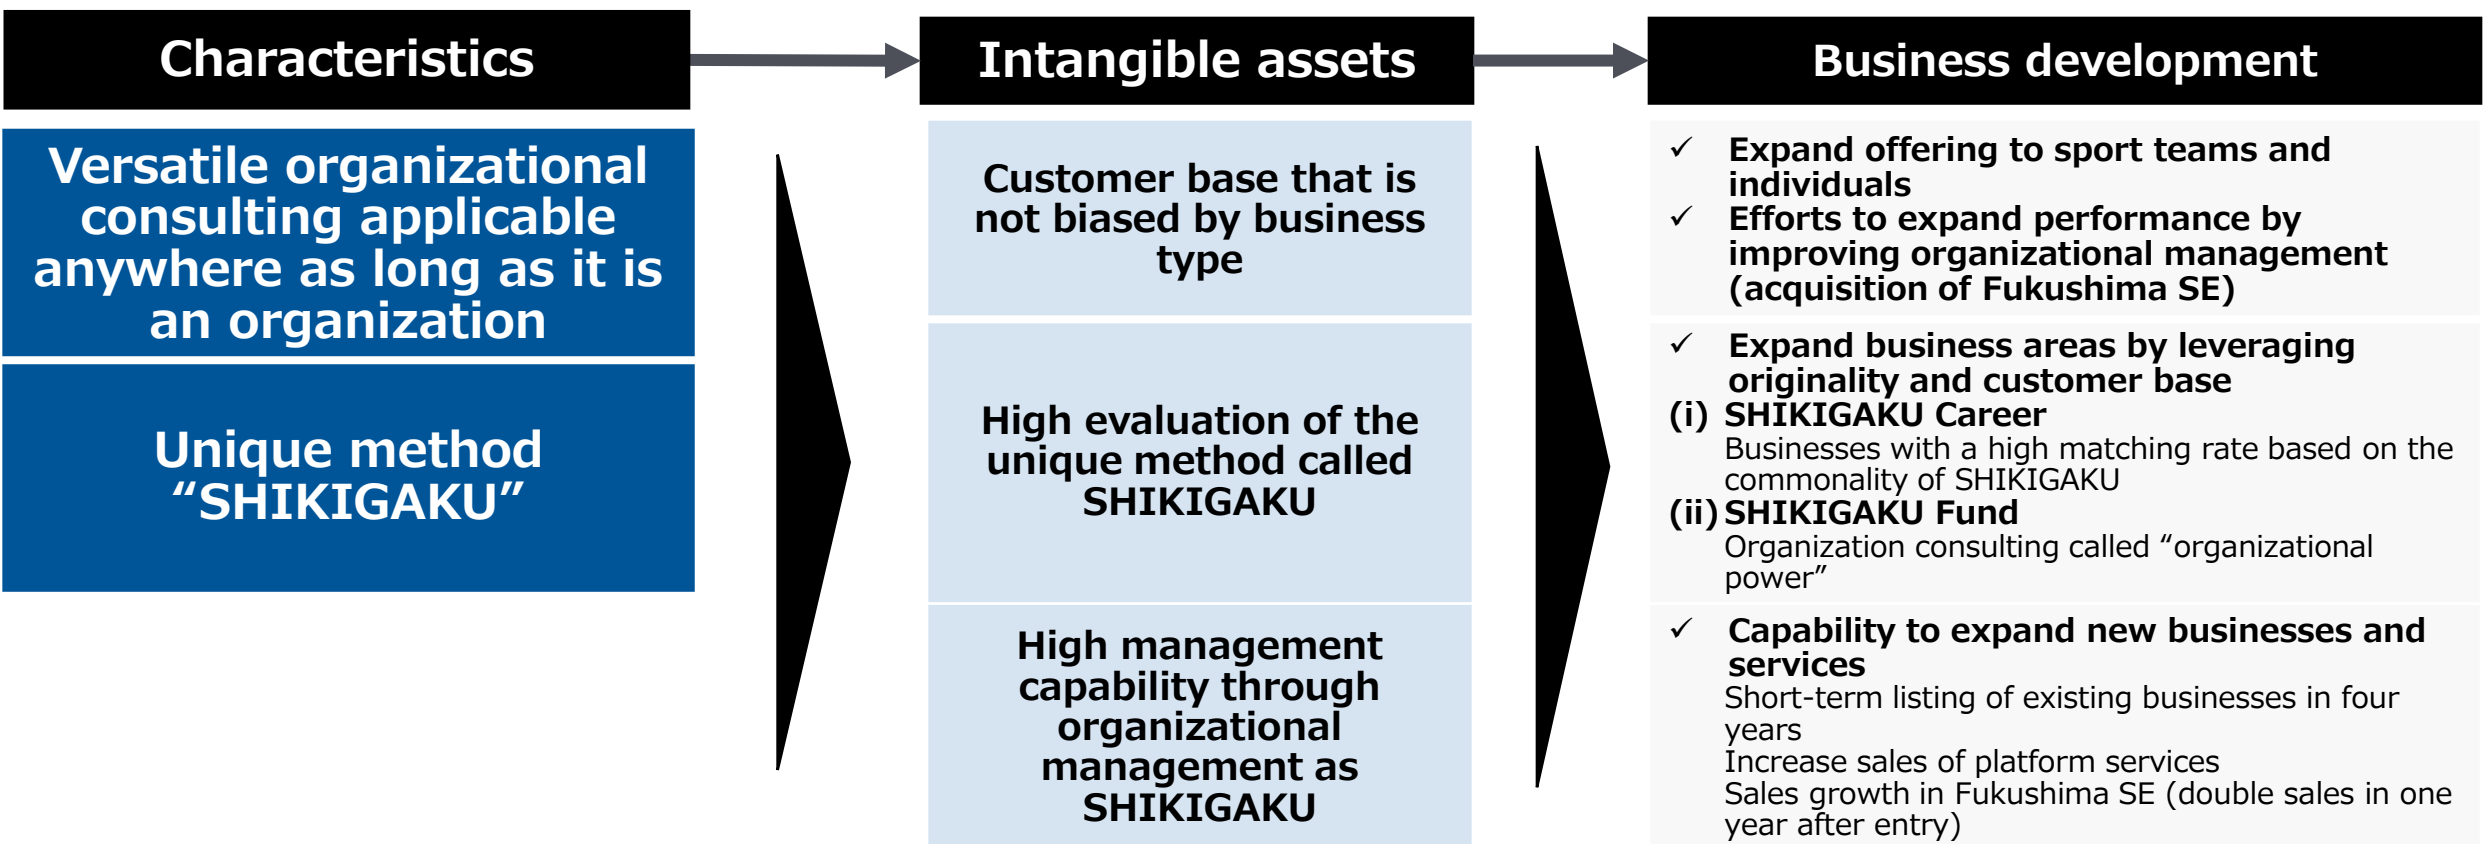 Characteristics
Intangible assets
Business development
Versatile organizational
consulting applicable
anywhere as long as it is
an organization
Unique method
“SHIKIGAKU”
Customer base that is
not biased by business
type
High evaluation of the
unique method called
SHIKIGAKU
High management
capability through
organizational
management as
SHIKIGAKU
✓ Expand offering to sport teams and
individuals
✓ Efforts to expand performance by
improving organizational management
(acquisition of Fukushima SE)
✓ Expand business areas by leveraging
originality and customer base
(i) SHIKIGAKU Career
Businesses with a high matching rate based on the
commonality of SHIKIGAKU
(ii) SHIKIGAKU Fund
Organization consulting called “organizational
power”
✓ Capability to expand new businesses and
services
Short-term listing of existing businesses in four
years
Increase sales of platform services
Sales growth in Fukushima SE (double sales in one
year after entry)